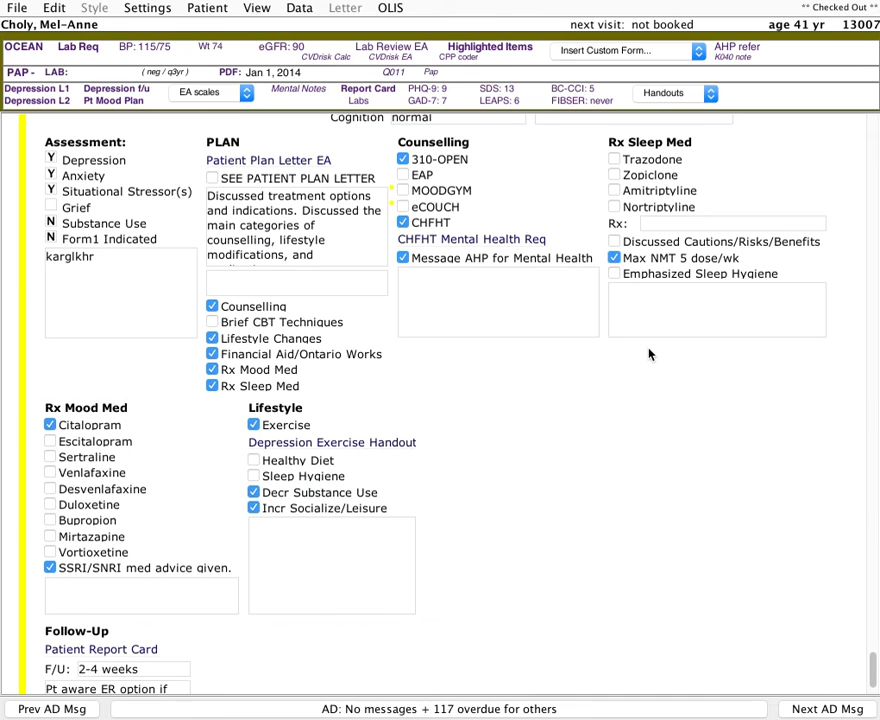 File Edit Style Settings Patient View Data Letter OLIS ** Checked Out **
Choly, Mel-Anne next visit: not booked age 41 yr 13007
OCEAN Lab Req BP: 115/75 Wt 74 eGFR: 90 Lab Review EA Highlighted Items Insert Custom Form... AHP refer
CVDrisk Calc CVDrisk EA CPP coder K040 note
PAP - LAB: ( neg / q3yr ) PDF: Jan 1, 2014 Q011 Pap
Depression L1 Depression f/u EA scales Mental Notes Report Card PHQ-9: 9 SDS: 13 BC-CCI: 5 Handouts
Depression L2 Pt Mood Plan Labs GAD-7: 7 LEAPS: 6 FIBSER: never
Cognition normal
Assessment:
Y Depression
Y Anxiety
Y Situational Stressor(s)
Grief
N Substance Use
N Form1 Indicated
karglkhr
PLAN
Patient Plan Letter EA
SEE PATIENT PLAN LETTER
Discussed treatment options
and indications. Discussed the
main categories of
counselling, lifestyle
modifications, and
Counselling
Brief CBT Techniques
Lifestyle Changes
Financial Aid/Ontario Works
Rx Mood Med
Rx Sleep Med
Counselling
310-OPEN
EAP
MOODGYM
eCOUCH
CHFHT
CHFHT Mental Health Req
Message AHP for Mental Health
Rx Sleep Med
Trazodone
Zopiclone
Amitriptyline
Nortriptyline
Rx:
Discussed Cautions/Risks/Benefits
Max NMT 5 dose/wk
Emphasized Sleep Hygiene
Rx Mood Med
Citalopram
Escitalopram
Sertraline
Venlafaxine
Desvenlafaxine
Duloxetine
Bupropion
Mirtazapine
Vortioxetine
SSRI/SNRI med advice given.
Lifestyle
Exercise
Depression Exercise Handout
Healthy Diet
Sleep Hygiene
Decr Substance Use
Incr Socialize/Leisure
Follow-Up
Patient Report Card
F/U: 2-4 weeks
Pt aware ER option if
Prev AD Msg AD: No messages + 117 overdue for others Next AD Msg